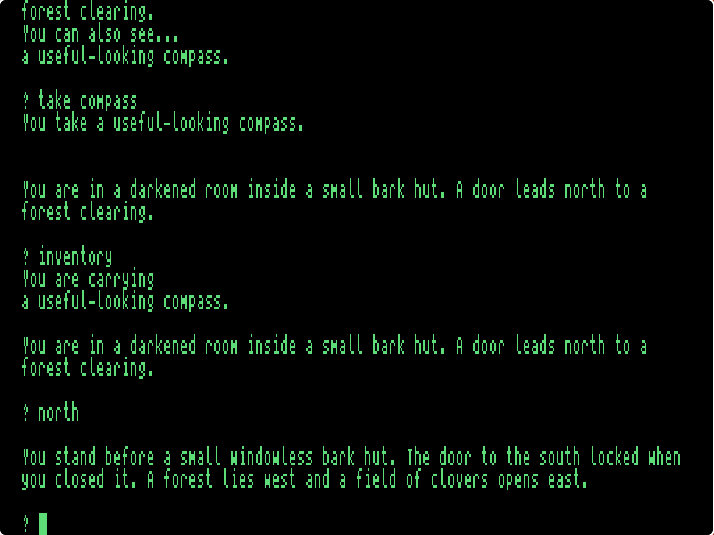 forest clearing.
You can also see...
a useful-looking compass.
? take compass
You take a useful-looking compass.
You are in a darkened room inside a small bark hut. A door leads north to a
forest clearing.
? inventory
You are carrying
a useful-looking compass.
You are in a darkened room inside a small bark hut. A door leads north to a
forest clearing.
? north
You stand before a small windowless bark hut. The door to the south locked when
you closed it. A forest lies west and a field of clovers opens east.
?